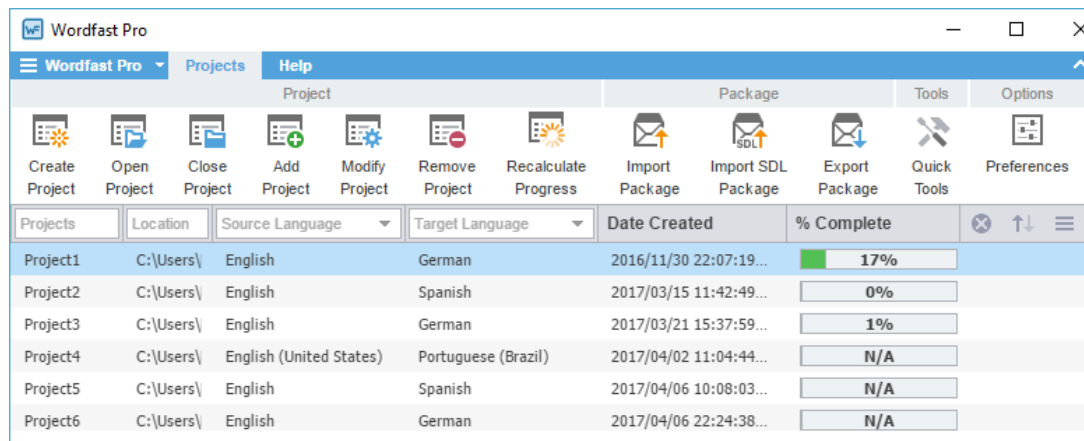 WF Wordfast Pro
Wordfast Pro Projects Help
Project Package Tools Options
Create Project
Open Project
Close Project
Add Project
Modify Project
Remove Project
Recalculate Progress
Import Package
SDL
Import SDL Package
Export Package
Quick Tools
Preferences
Projects Location Source Language Target Language Date Created % Complete
Project1 C:\Users\ English German 2016/11/30 22:07:19... 17%
Project2 C:\Users\ English Spanish 2017/03/15 11:42:49... 0%
Project3 C:\Users\ English German 2017/03/21 15:37:59... 1%
Project4 C:\Users\ English (United States) Portuguese (Brazil) 2017/04/02 11:04:44... N/A
Project5 C:\Users\ English Spanish 2017/04/06 10:08:03... N/A
Project6 C:\Users\ English German 2017/04/06 22:24:38... N/A